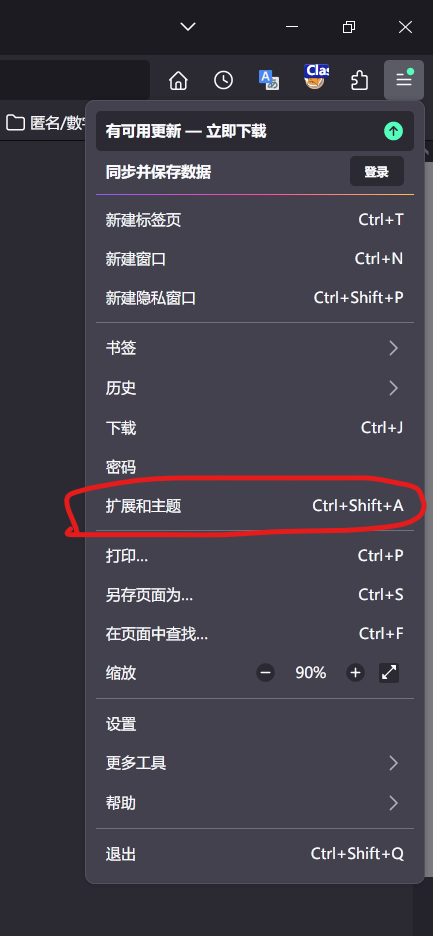 Clas
匿名/數字
有可用更新 — 立即下载
同步并保存数据 登录
新建标签页 Ctrl+T
新建窗口 Ctrl+N
新建隐私窗口 Ctrl+Shift+P
书签
历史
下载 Ctrl+J
密码
扩展和主题 Ctrl+Shift+A
打印... Ctrl+P
另存页面为... Ctrl+S
在页面中查找... Ctrl+F
缩放 90%
设置
更多工具
帮助
退出 Ctrl+Shift+Q